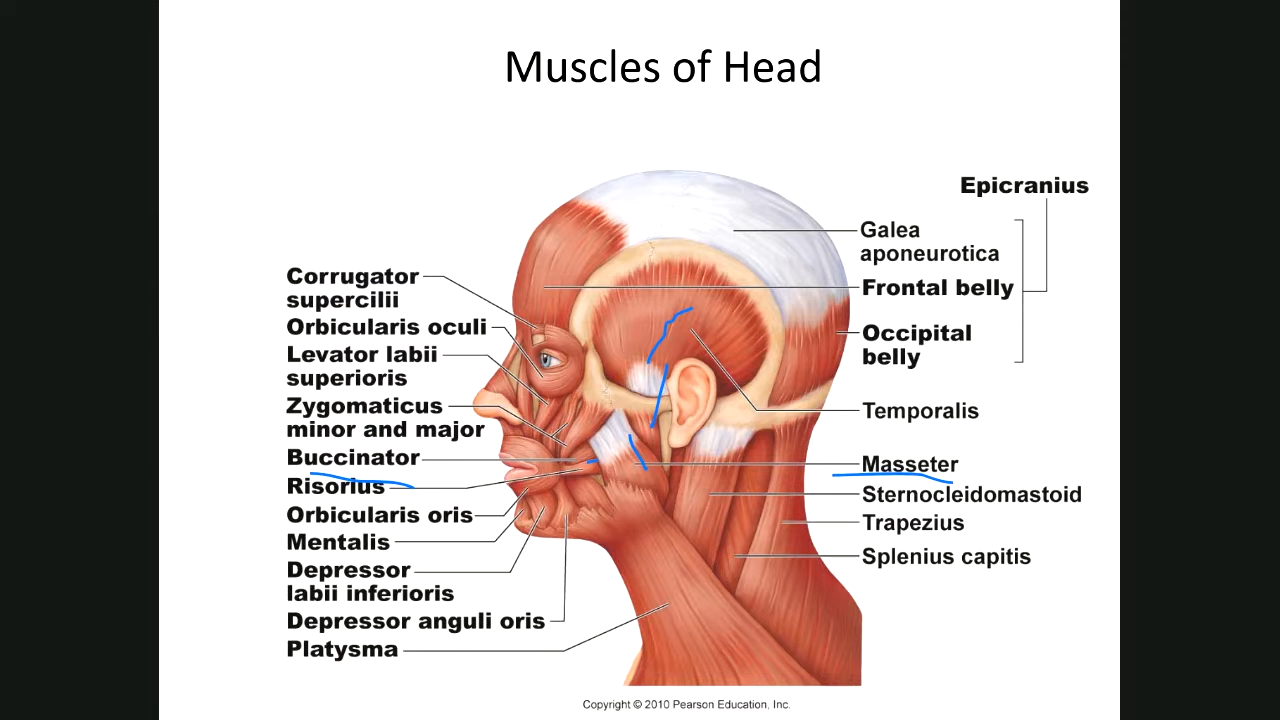 Muscles of Head
Corrugator
supercilii
Orbicularis oculi
Levator labii
superioris
Zygomaticus
minor and major
Buccinator
Risorius
Orbicularis oris
Mentalis
Depressor
labii inferioris
Depressor anguli oris
Platysma
Epicranius
Galea
aponeurotica
Frontal belly
Occipital
belly
Temporalis
Masseter
Sternocleidomastoid
Trapezius
Splenius capitis
Copyright © 2010 Pearson Education, Inc.